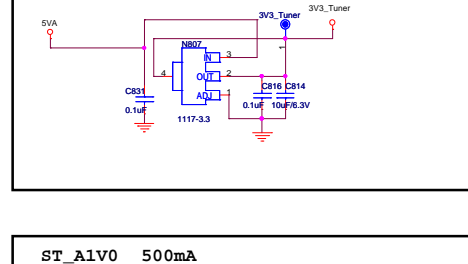 3V3_Tuner
3V3_Tuner
5VA
N807
IN 3
1
4
OUT 2
C831
C816 C814
ADJ 1
0.1uF
0.1uF 10uF/6.3V
1117-3.3
ST_A1V0 500mA